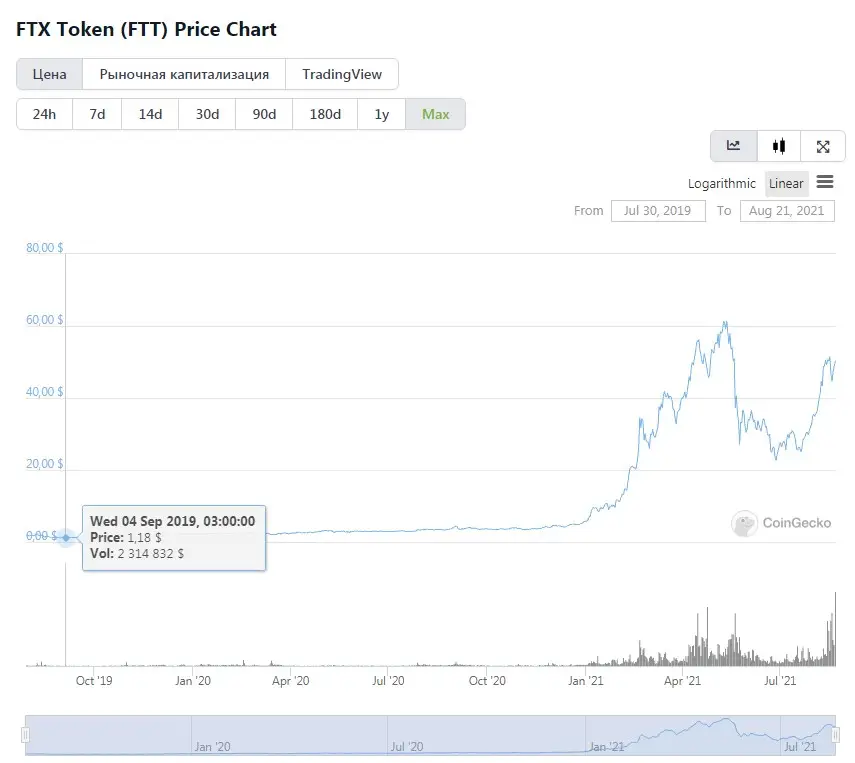 FTX Token (FTT) Price Chart
Цена Рыночная капитализация TradingView
24h 7d 14d 30d 90d 180d 1y Max
Logarithmic Linear
From Jul 30, 2019 To Aug 21, 2021
80,00 $
60,00 $
40,00 $
20,00 $
0,00 $
Wed 04 Sep 2019, 03:00:00
Price: 1,18 $
Vol: 2 314 832 $
CoinGecko
Oct '19 Jan '20 Apr '20 Jul '20 Oct '20 Jan '21 Apr '21 Jul '21
Jan '20 Jul '20 Jan '21 Jul '21